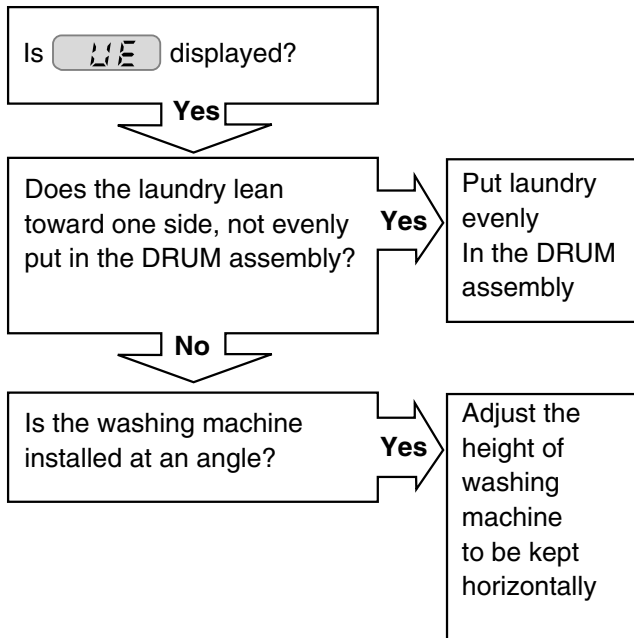 Is UE displayed?
Yes
Does the laundry lean
toward one side, not evenly
put in the DRUM assembly?
Yes
Put laundry
evenly
In the DRUM
assembly
No
Is the washing machine
installed at an angle?
Yes
Adjust the
height of
washing
machine
to be kept
horizontally